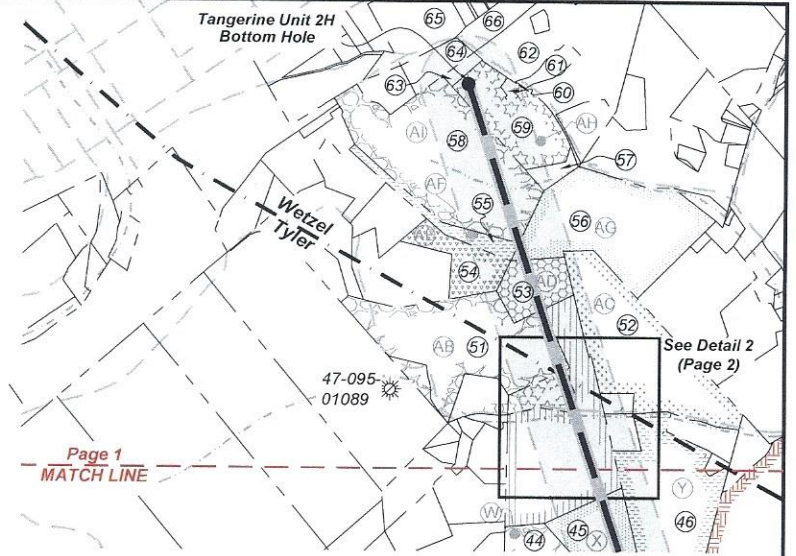 Tangerine Unit 2H
Bottom Hole
65
66
64
62
61
63
60
AI
58
59
AH
57
AF
55
56
AG
Wetzel
Tyler
54
53
AD
AC
52
AB
51
See Detail 2
(Page 2)
47-095-
01089
Page 1
MATCH LINE
W
Y
44
45
X
46